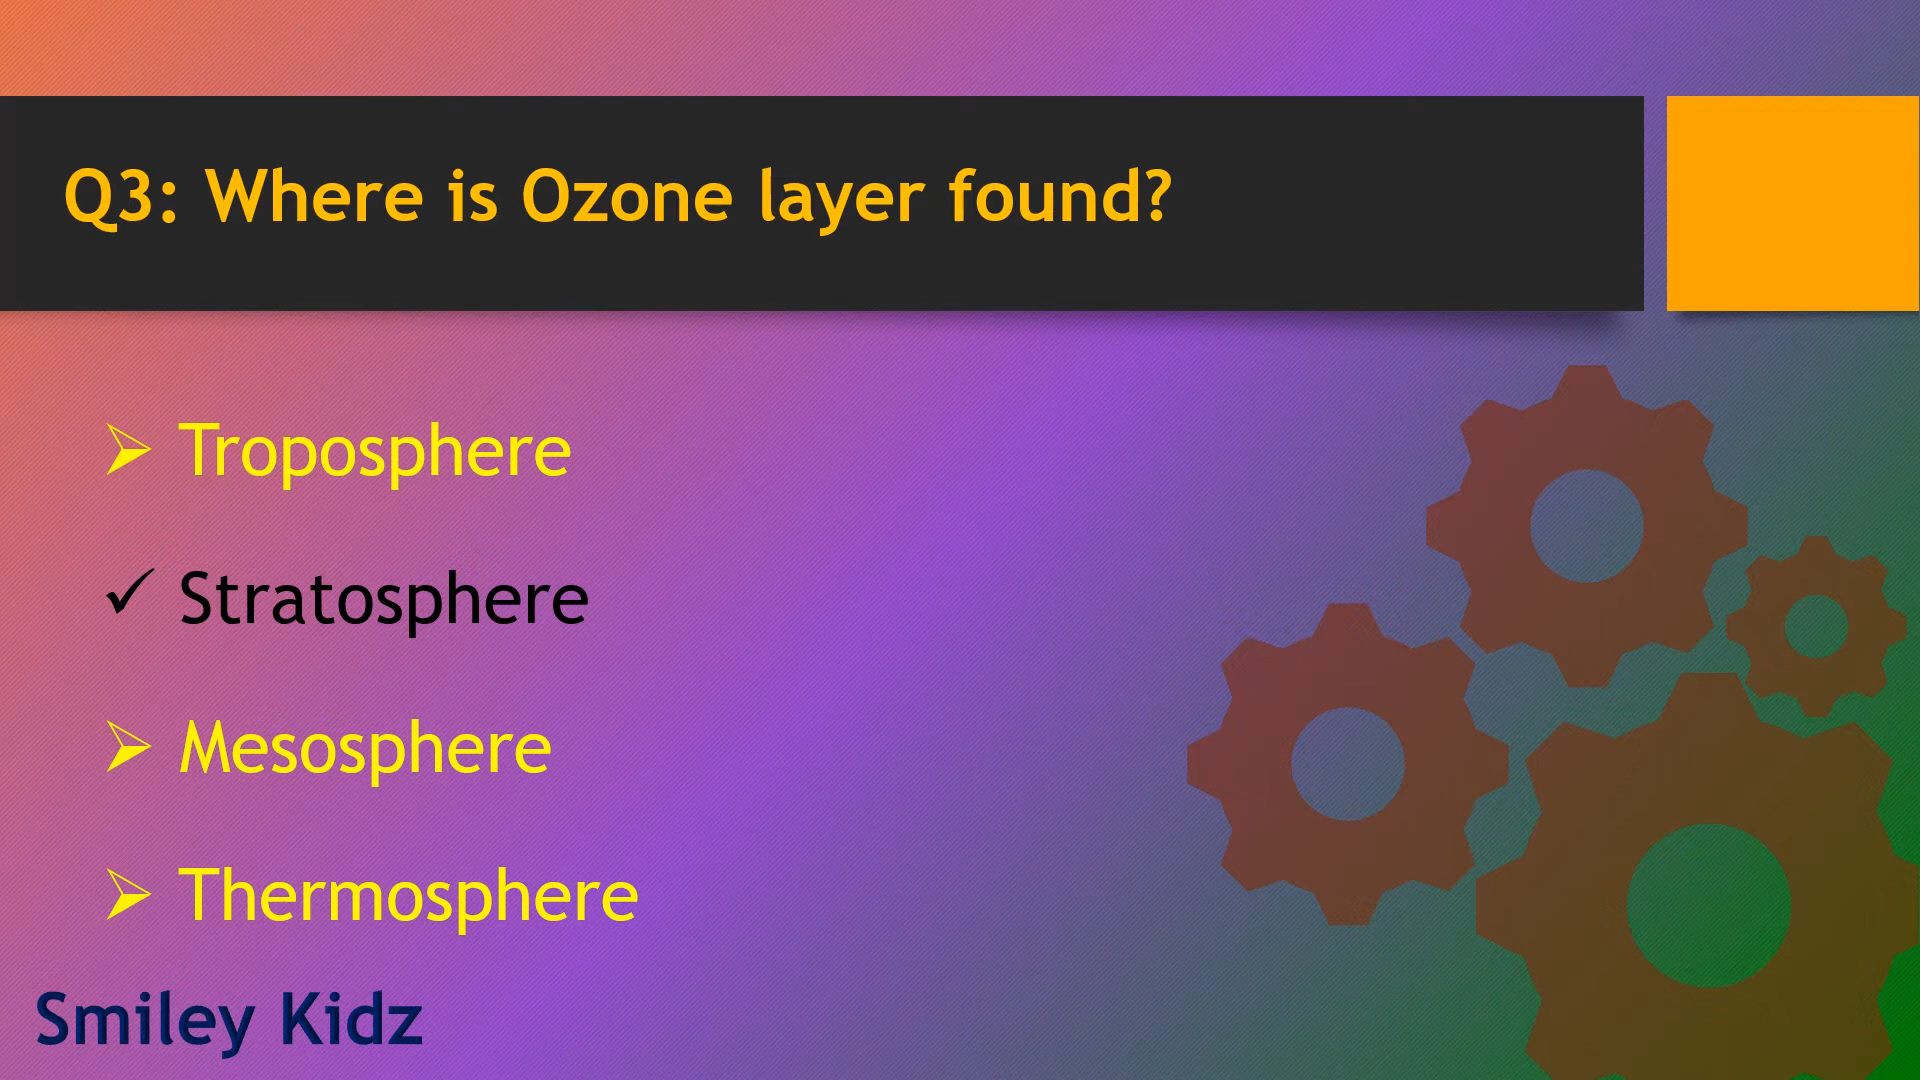 Q3: Where is Ozone layer found?
➢ Troposphere
✓ Stratosphere
➢ Mesosphere
➢ Thermosphere
Smiley Kidz